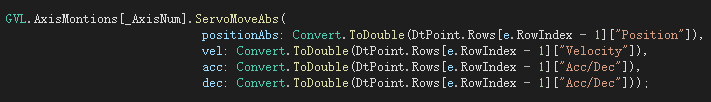 GVL.AxisMontions[_AxisNum].ServoMoveAbs(
positionAbs: Convert.ToDouble(DtPoint.Rows[e.RowIndex - 1]["Position"]),
vel: Convert.ToDouble(DtPoint.Rows[e.RowIndex - 1]["Velocity"]),
acc: Convert.ToDouble(DtPoint.Rows[e.RowIndex - 1]["Acc/Dec"]),
dec: Convert.ToDouble(DtPoint.Rows[e.RowIndex - 1]["Acc/Dec"]));